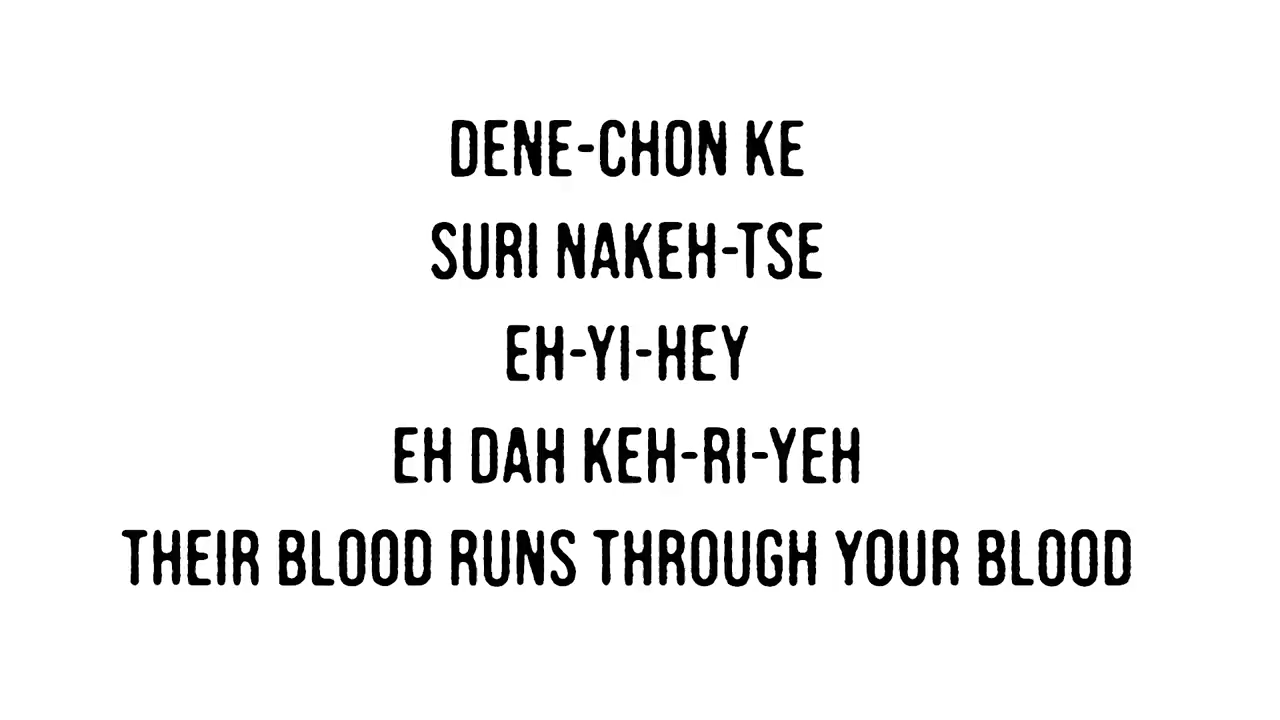 DENE-CHON KE
SURI NAKEH-TSE
EH-YI-HEY
EH DAH KEH-RI-YEH
THEIR BLOOD RUNS THROUGH YOUR BLOOD